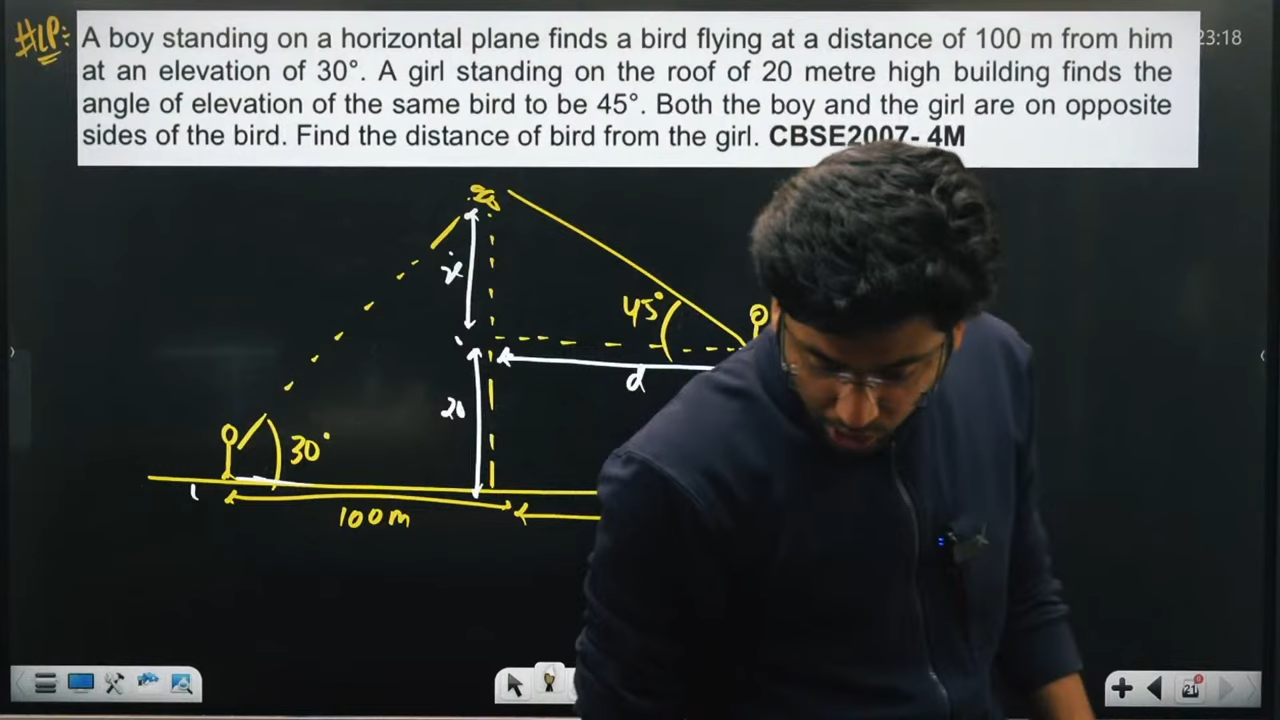 HLP:
A boy standing on a horizontal plane finds a bird flying at a distance of 100 m from him
23:18
at an elevation of 30°. A girl standing on the roof of 20 metre high building finds the
angle of elevation of the same bird to be 45°. Both the boy and the girl are on opposite
sides of the bird. Find the distance of bird from the girl. CBSE2007- 4M
x
45°
d
20
30°
100m
21